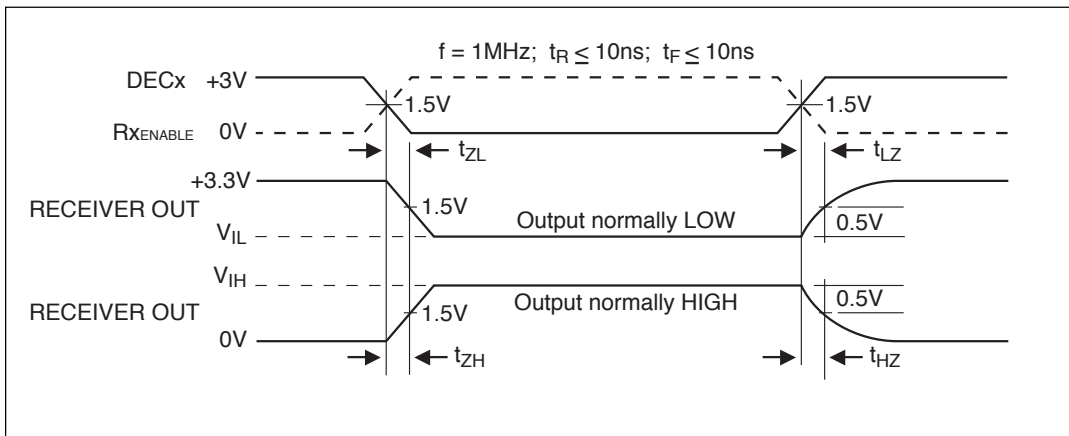 f = 1MHz; tR ≤ 10ns; tF ≤ 10ns
DECx +3V
1.5V
1.5V
RxENABLE 0V
tZL
tLZ
+3.3V
RECEIVER OUT
1.5V
Output normally LOW
0.5V
VIL
VIH
RECEIVER OUT
1.5V
Output normally HIGH
0.5V
0V
tZH
tHZ